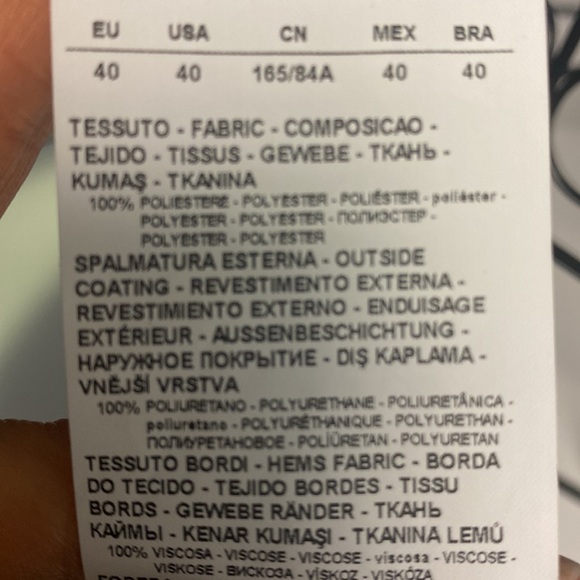 EU USA CN MEX BRA
40 40 165/84A 40 40
TESSUTO - FABRIC - COMPOSICAO -
TEJIDO - TISSUS - GEWEBE - ТКАНЬ -
KUMAŞ - TKANINA
100% POLIESTERE - POLYESTER - POLIÉSTER - poliéster -
POLYESTER - POLYESTER - ПОЛИЭСТЕР -
POLYESTER - POLYESTER
SPALMATURA ESTERNA - OUTSIDE
COATING - REVESTIMENTO EXTERNA -
REVESTIMIENTO EXTERNO - ENDUISAGE
EXTÉRIEUR - AUSSENBESCHICHTUNG -
НАРУЖНОЕ ПОКРЫТИЕ - DIŞ KAPLAMA -
VNĚJŠÍ VRSTVA
100% POLIURETANO - POLYURETHANE - POLIURETÂNICA -
poliuretano - POLYURÉTHANIQUE - POLYURETHAN -
ПОЛИУРЕТАНОВОЕ - POLİÜRETAN - POLYURETAN
TESSUTO BORDI - HEMS FABRIC - BORDA
DO TECIDO - TEJIDO BORDES - TISSU
BORDS - GEWEBE RÄNDER - ТКАНЬ
КАЙМЫ - KENAR KUMAŞI - TKANINA LEMŮ
100% VISCOSA - VISCOSE - VISCOSE - viscosa - VISCOSE -
VISKOSE - ВИСКОЗА - VİSKOZ - VISKÓZA